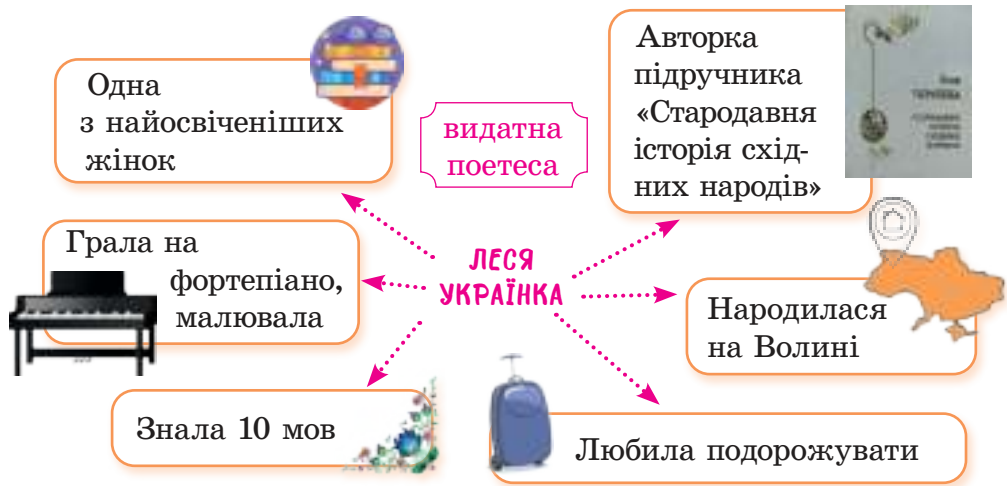 Одна
з найосвіченіших
жінок
видатна
поетеса
Авторка
підручника
«Стародавня
історія схід-
них народів»
Грала на
фортепіано,
малювала
ЛЕСЯ
УКРАЇНКА
Народилася
на Волині
Знала 10 мов
Любила подорожувати